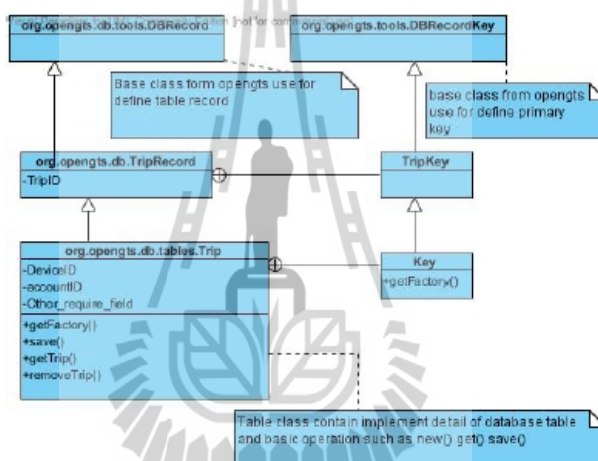 org.opengts.db.tools.DBRecord
org.opengts.tools.DBRecordKey
Base class form opengts use for
define table record
base class from opengts
use for define primary
key
org.opengts.db.TripRecord
-TripID
TripKey
org.opengts.db.tables.Trip
-DeviceID
-accountID
-Other_require_field
+getFactory()
+save()
+getTrip()
+removeTrip()
Key
+getFactory()
Table class contain implement detail of database table
and basic operation such as new() get() save()